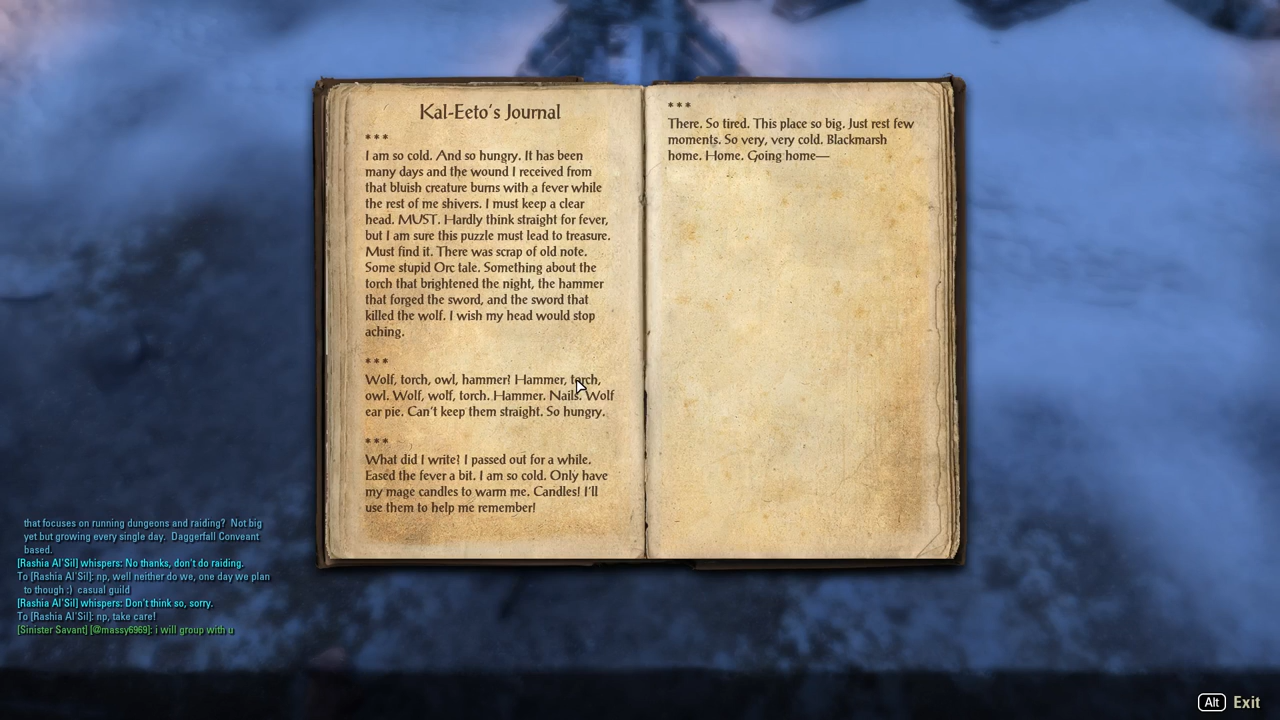 Kal-Eeto's Journal
***
I am so cold. And so hungry. It has been
many days and the wound I received from
that bluish creature burns with a fever while
the rest of me shivers. I must keep a clear
head. MUST. Hardly think straight for fever,
but I am sure this puzzle must lead to treasure.
Must find it. There was scrap of old note.
Some stupid Orc tale. Something about the
torch that brightened the night, the hammer
that forged the sword, and the sword that
killed the wolf. I wish my head would stop
aching.
***
Wolf, torch, owl, hammer? Hammer, torch,
owl. Wolf, wolf, torch. Hammer. Nails. Wolf
ear pie. Can't keep them straight. So hungry.
***
What did I write? I passed out for a while.
Eased the fever a bit. I am so cold. Only have
my mage candles to warm me. Candles! I'll
use them to help me remember!
***
There. So tired. This place so big. Just rest few
moments. So very, very cold. Blackmarsh
home. Home. Going home—
that focuses on running dungeons and raiding? Not big
yet but growing every single day. Daggerfall Conveant
based.
[Rashia Al'Sil] whispers: No thanks, don't do raiding.
To [Rashia Al'Sil]: np, well neither do we, one day we plan
to though :) casual guild
[Rashia Al'Sil] whispers: Don't think so, sorry.
To [Rashia Al'Sil]: np, take care!
[Sinister Savant] [@massy6969]: i will group with u
Alt Exit